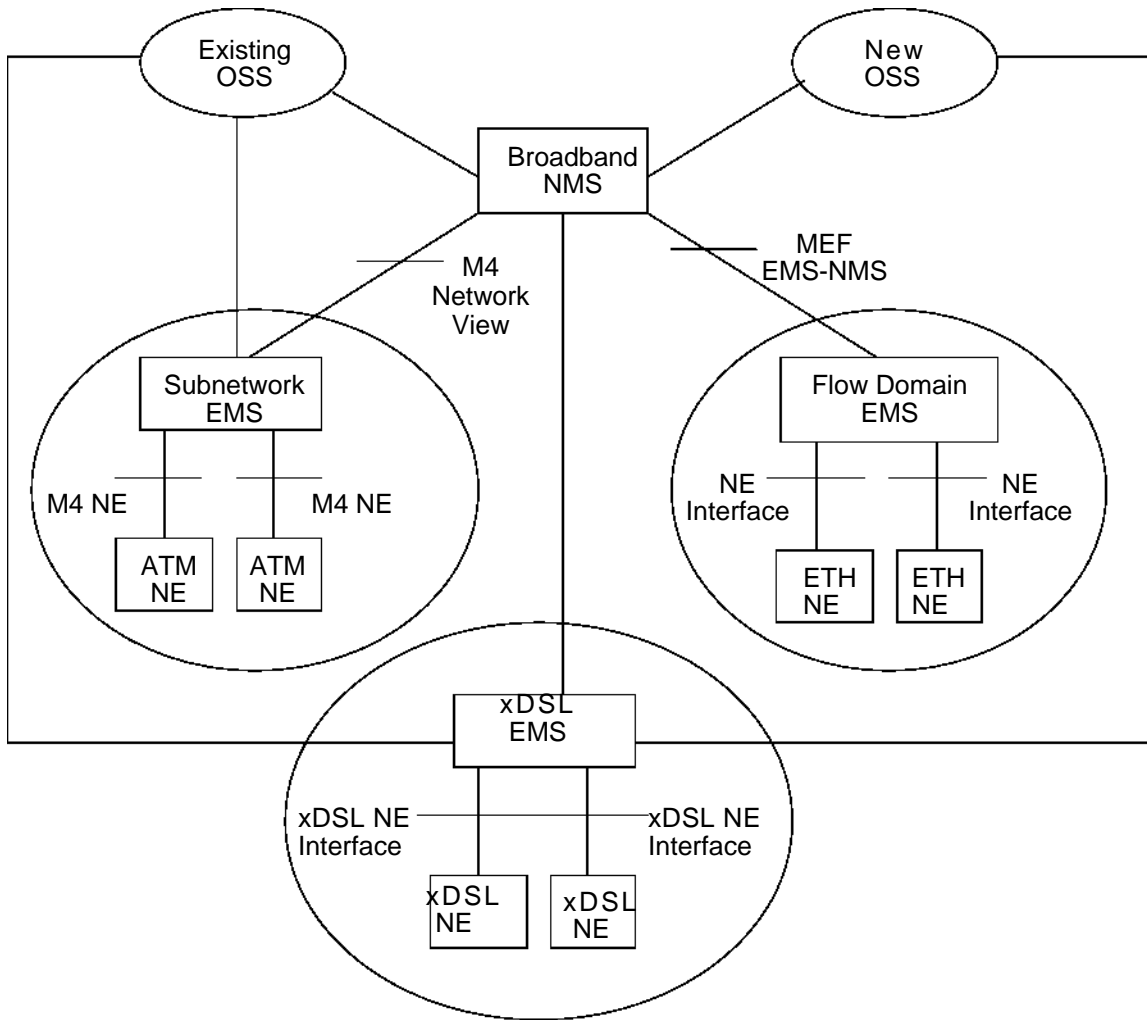 Existing
OSS
New
OSS
Broadband
NMS
M4
Network
View
MEF
EMS-NMS
Subnetwork
EMS
M4 NE
M4 NE
ATM
NE
ATM
NE
Flow Domain
EMS
NE
Interface
NE
Interface
ETH
NE
ETH
NE
xDSL
EMS
xDSL NE
Interface
xDSL NE
Interface
xDSL
NE
xDSL
NE